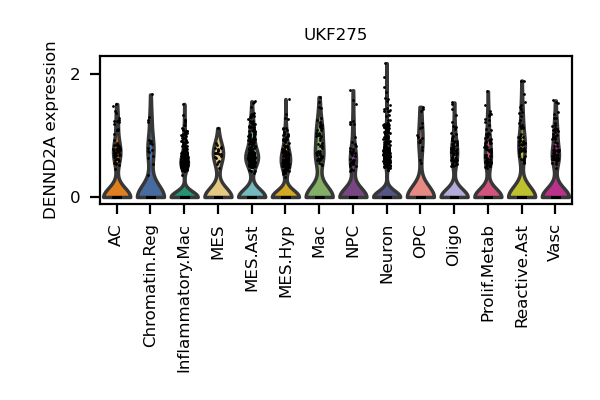 UKF275
DENND2A expression
2
0
AC
Chromatin.Reg
Inflammatory.Mac
MES
MES.Ast
MES.Hyp
Mac
NPC
Neuron
OPC
Oligo
Prolif.Metab
Reactive.Ast
Vasc